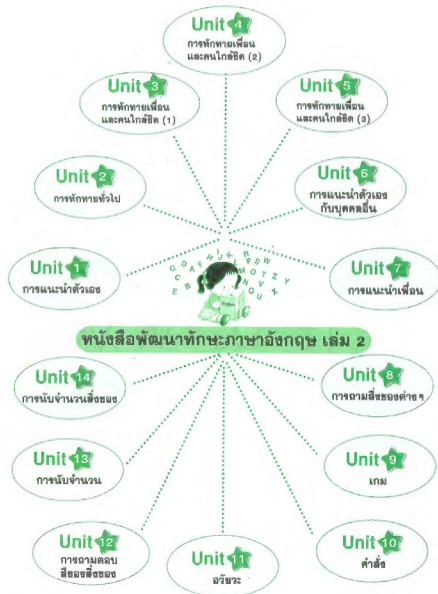 Unit 4
การทักทายเพื่อน
และคนใกล้ชิด (2)
Unit 3
การทักทายเพื่อน
และคนใกล้ชิด (1)
Unit 5
การทักทายเพื่อน
และคนใกล้ชิด (3)
Unit 2
การทักทายทั่วไป
Unit 6
การแนะนำตัวเอง
กับบุคคลอื่น
Unit 1
การแนะนำตัวเอง
Unit 7
การแนะนำเพื่อน
หนังสือพัฒนาทักษะภาษาอังกฤษ เล่ม 2
Unit 14
การนับจำนวนสิ่งของ
Unit 8
การถามสิ่งของต่าง ๆ
Unit 13
การนับจำนวน
Unit 9
เกม
Unit 12
การถามตอบ
สีของสิ่งของ
Unit 11
อวัยวะ
Unit 10
คำสั่ง